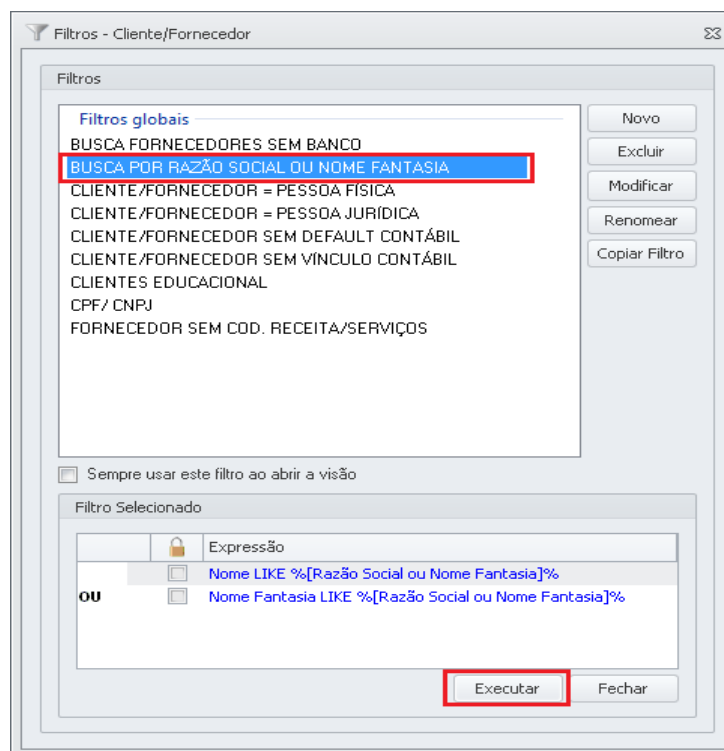 Filtros - Cliente/Fornecedor
Filtros
Filtros globais
BUSCA FORNECEDORES SEM BANCO
BUSCA POR RAZÃO SOCIAL OU NOME FANTASIA
CLIENTE/FORNECEDOR = PESSOA FÍSICA
CLIENTE/FORNECEDOR = PESSOA JURÍDICA
CLIENTE/FORNECEDOR SEM DEFAULT CONTÁBIL
CLIENTE/FORNECEDOR SEM VÍNCULO CONTÁBIL
CLIENTES EDUCACIONAL
CPF/ CNPJ
FORNECEDOR SEM COD. RECEITA/SERVIÇOS
Novo
Excluir
Modificar
Renomear
Copiar Filtro
Sempre usar este filtro ao abrir a visão
Filtro Selecionado
Expressão
Nome LIKE %[Razão Social ou Nome Fantasia]%
OU Nome Fantasia LIKE %[Razão Social ou Nome Fantasia]%
Executar Fechar